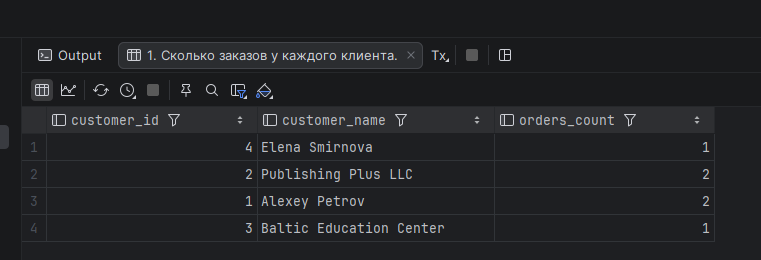 Output 1. Сколько заказов у каждого клиента. × Tx
customer_id customer_name orders_count
1 4 Elena Smirnova 1
2 2 Publishing Plus LLC 2
3 1 Alexey Petrov 2
4 3 Baltic Education Center 1